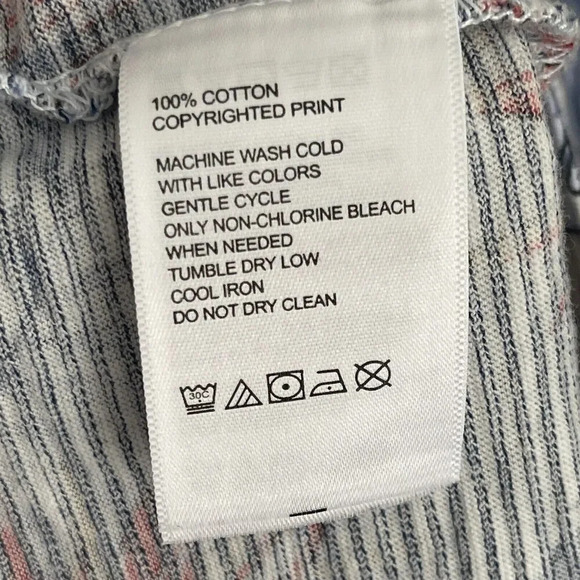 100% COTTON
COPYRIGHTED PRINT
MACHINE WASH COLD
WITH LIKE COLORS
GENTLE CYCLE
ONLY NON-CHLORINE BLEACH
WHEN NEEDED
TUMBLE DRY LOW
COOL IRON
DO NOT DRY CLEAN
30C